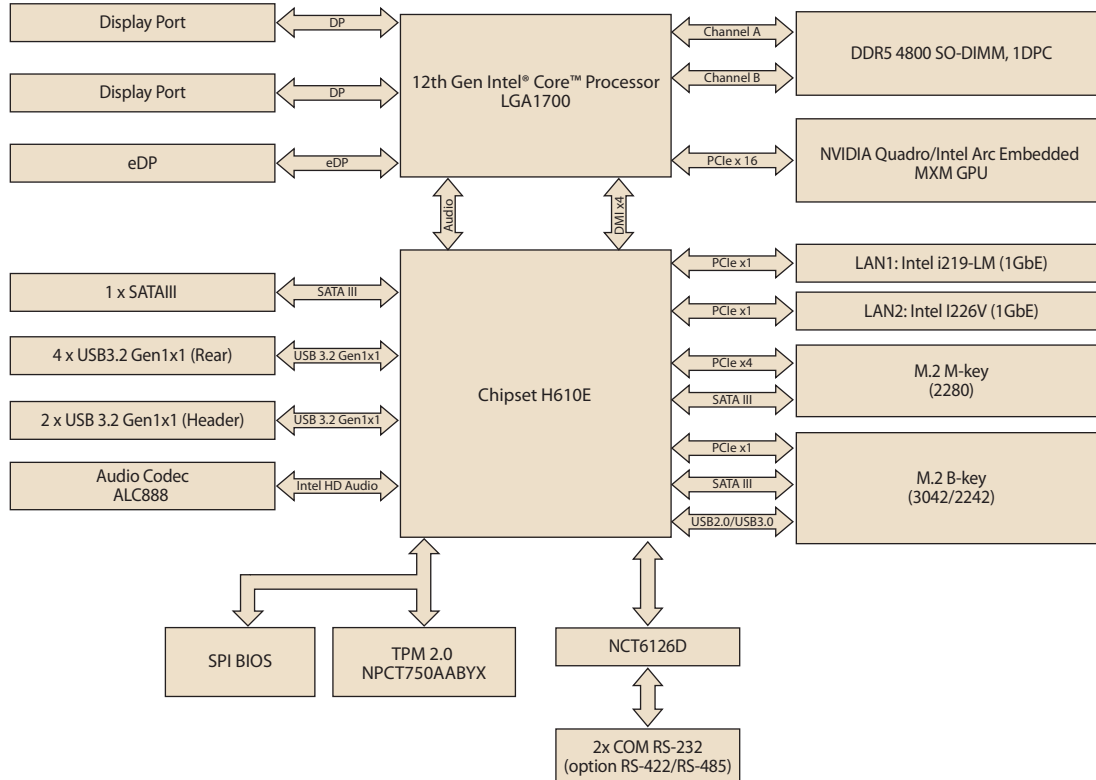 Display Port
DP
12th Gen Intel® Core™ Processor
LGA1700
Channel A
Channel B
DDR5 4800 SO-DIMM, 1DPC
Display Port
DP
eDP
eDP
PCIe x 16
NVIDIA Quadro/Intel Arc Embedded
MXM GPU
Audio
DMI x4
Chipset H610E
1 x SATAIII
SATA III
4 x USB3.2 Gen1x1 (Rear)
USB 3.2 Gen1x1
2 x USB 3.2 Gen1x1 (Header)
USB 3.2 Gen1x1
Audio Codec
ALC888
Intel HD Audio
PCIe x1
LAN1: Intel i219-LM (1GbE)
PCIe x1
LAN2: Intel I226V (1GbE)
PCIe x4
SATA III
M.2 M-key
(2280)
PCIe x1
SATA III
USB2.0/USB3.0
M.2 B-key
(3042/2242)
SPI BIOS
TPM 2.0
NPCT750AABYX
NCT6126D
2x COM RS-232
(option RS-422/RS-485)